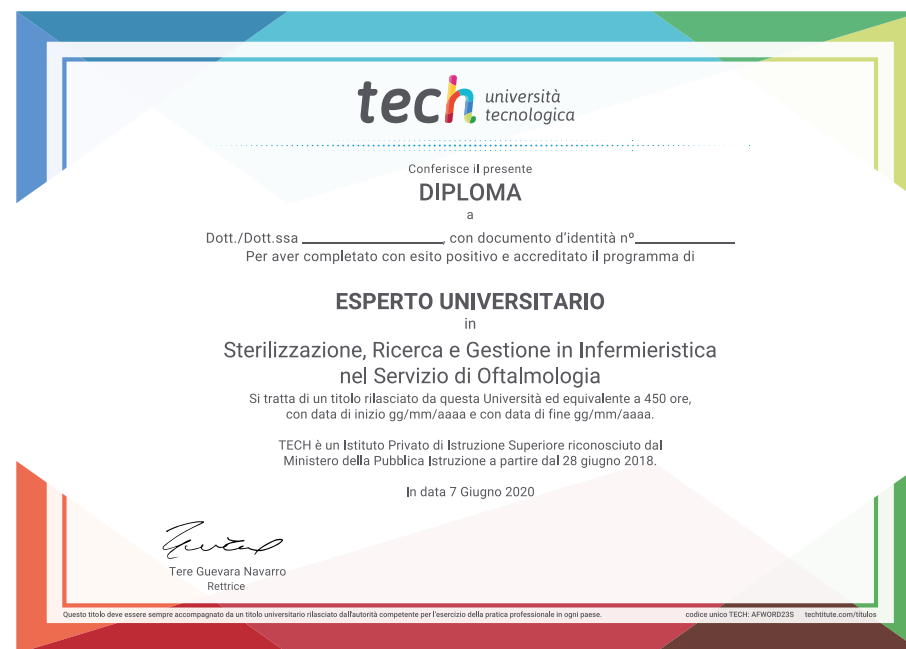 tech università
tecnologica
Conferisce il presente
DIPLOMA
a
Dott./Dott.ssa ____________________, con documento d'identità nº______________
Per aver completato con esito positivo e accreditato il programma di
ESPERTO UNIVERSITARIO
in
Sterilizzazione, Ricerca e Gestione in Infermieristica
nel Servizio di Oftalmologia
Si tratta di un titolo rilasciato da questa Università ed equivalente a 450 ore,
con data di inizio gg/mm/aaaa e con data di fine gg/mm/aaaa.
TECH è un Istituto Privato di Istruzione Superiore riconosciuto dal
Ministero della Pubblica Istruzione a partire dal 28 giugno 2018.
In data 7 Giugno 2020
Tere Guevara Navarro
Rettrice
Questo titolo deve essere sempre accompagnato da un titolo universitario rilasciato dall'autorità competente per l'esercizio della pratica professionale in ogni paese. codice unico TECH: AFWORD23S techtitute.com/titulos